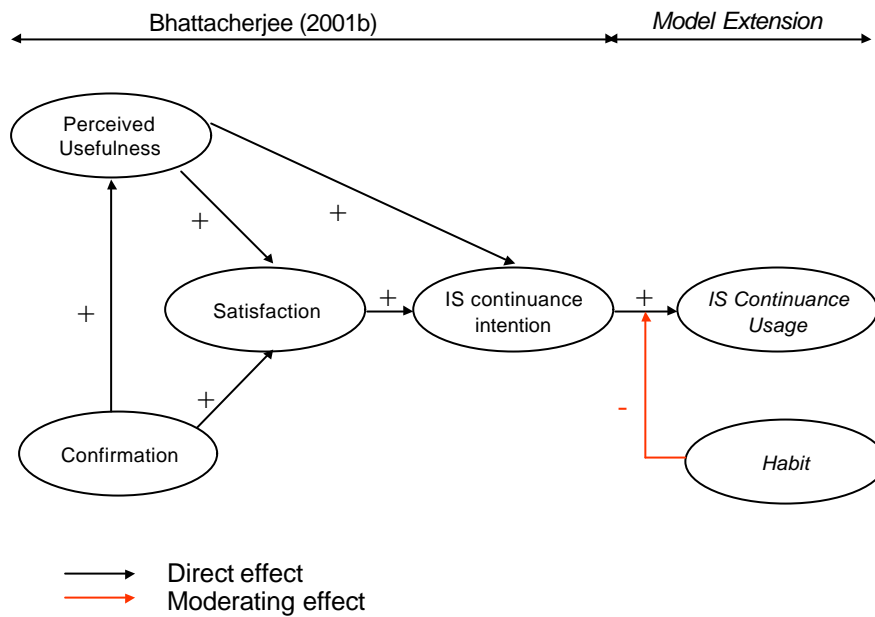 Bhattacherjee (2001b)
Model Extension
Perceived
Usefulness
+
+
+
Satisfaction
+
IS continuance
intention
+
IS Continuance
Usage
+
-
Confirmation
Habit
Direct effect
Moderating effect